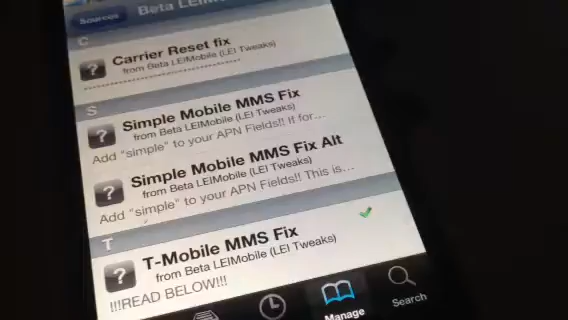 Sources
Beta LEIM
C
Carrier Reset fix
from Beta LEIMobile (LEI Tweaks)
S
Simple Mobile MMS Fix
from Beta LEIMobile (LEI Tweaks)
Add "simple" to your APN Fields!! If for...
Simple Mobile MMS Fix Alt
from Beta LEIMobile (LEI Tweaks)
Add "simple" to your APN Fields!! This is...
T
T-Mobile MMS Fix
from Beta LEIMobile (LEI Tweaks)
!!!READ BELOW!!!
Manage
Search